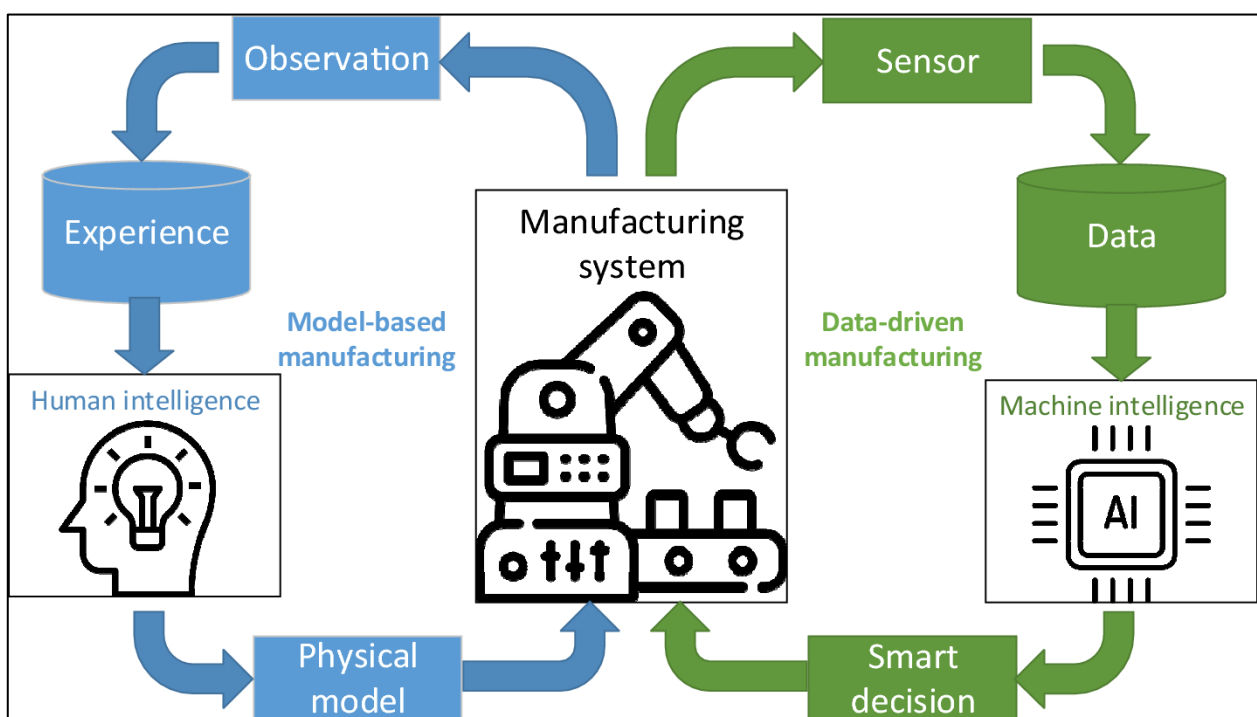 Observation
Sensor
Experience
Manufacturing
system
Data
Model-based
manufacturing
Data-driven
manufacturing
Human intelligence
Machine intelligence
AI
Physical
model
Smart
decision